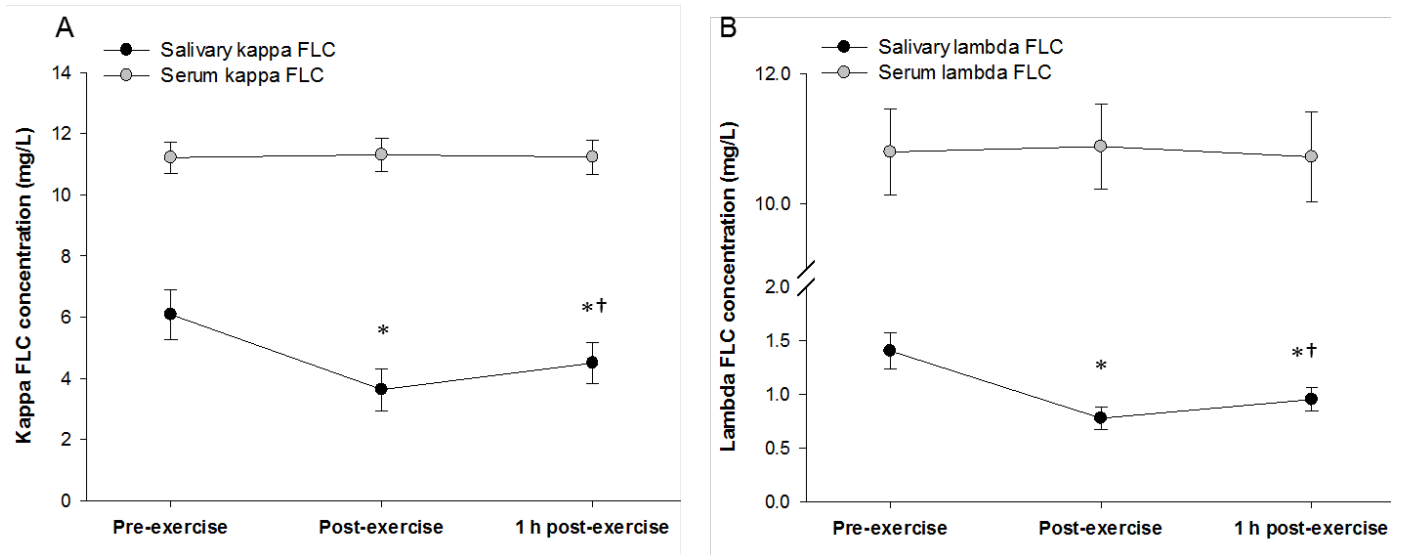 A
Salivary kappa FLC
Serum kappa FLC
Kappa FLC concentration (mg/L)
14
12
10
8
6
4
2
0
*
*†
Pre-exercise
Post-exercise
1 h post-exercise
B
Salivary lambda FLC
Serum lambda FLC
Lambda FLC concentration (mg/L)
12.0
10.0
2.0
1.5
1.0
0.5
0.0
*
*†
Pre-exercise
Post-exercise
1 h post-exercise